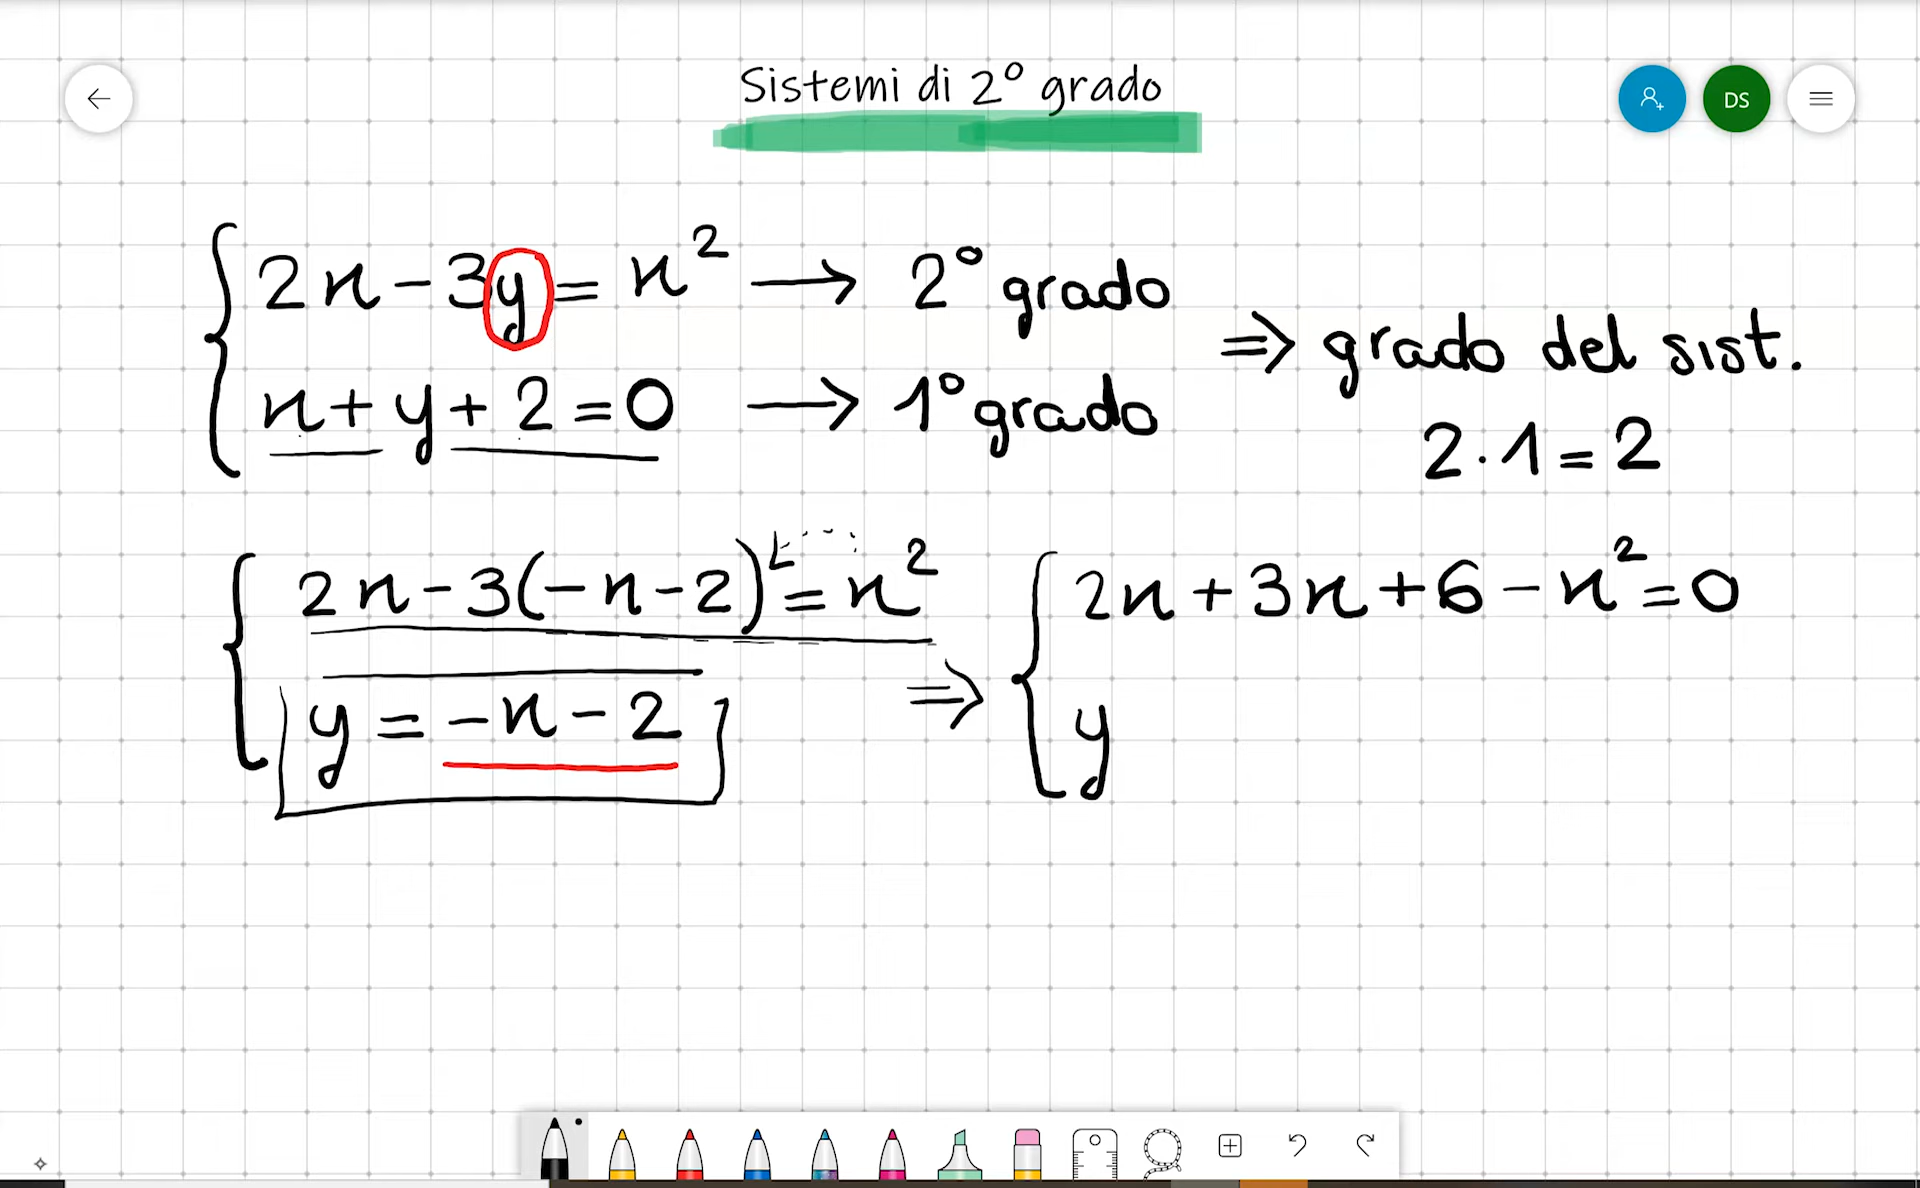 Sistemi di 2° grado
DS
2x - 3y = x² → 2° grado
x + y + 2 = 0 → 1° grado
⇒ grado del sist.
2 · 1 = 2
2x - 3(-x - 2) = x²
y = -x - 2
⇒
2x + 3x + 6 - x² = 0
y